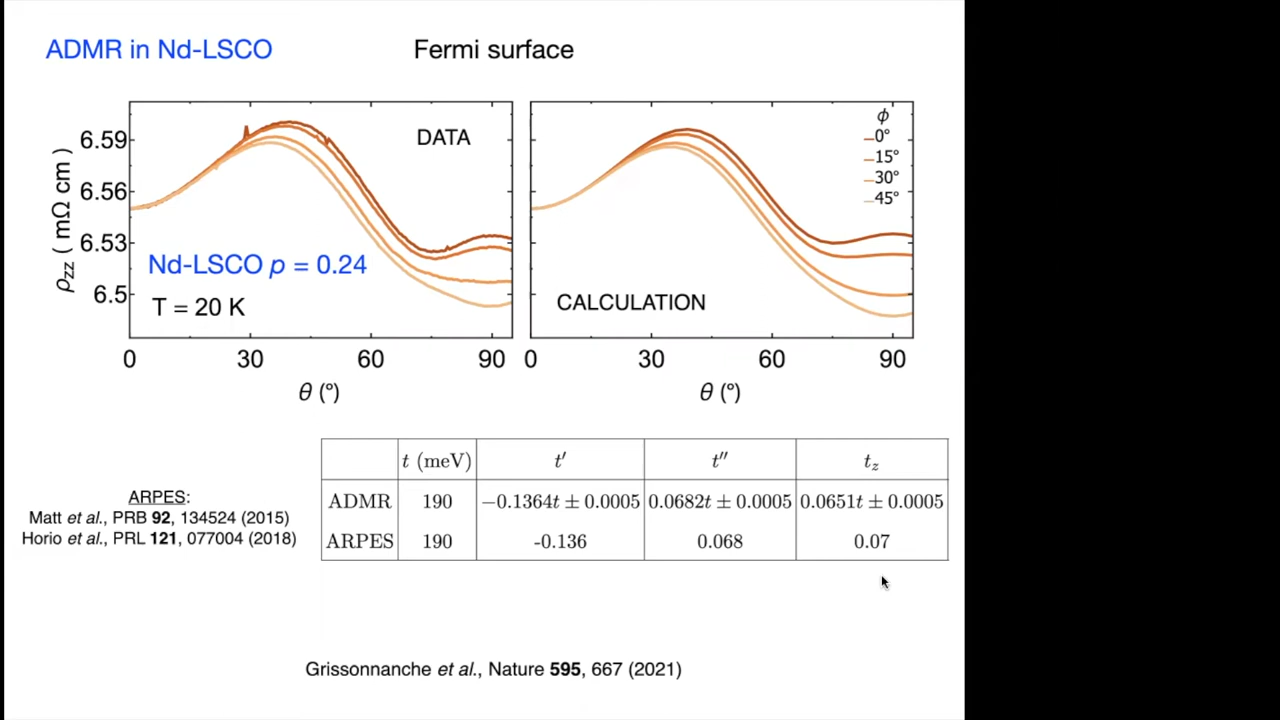 ADMR in Nd-LSCO
Fermi surface
ρzz ( mΩ cm )
6.59
6.56
6.53
6.5
DATA
Nd-LSCO p = 0.24
T = 20 K
0 30 60 90
θ (°)
ϕ
0°
15°
30°
45°
CALCULATION
0 30 60 90
θ (°)
t (meV) t′ t″ tz
ADMR 190 −0.1364t ± 0.0005 0.0682t ± 0.0005 0.0651t ± 0.0005
ARPES 190 -0.136 0.068 0.07
ARPES:
Matt et al., PRB 92, 134524 (2015)
Horio et al., PRL 121, 077004 (2018)
Grissonnanche et al., Nature 595, 667 (2021)